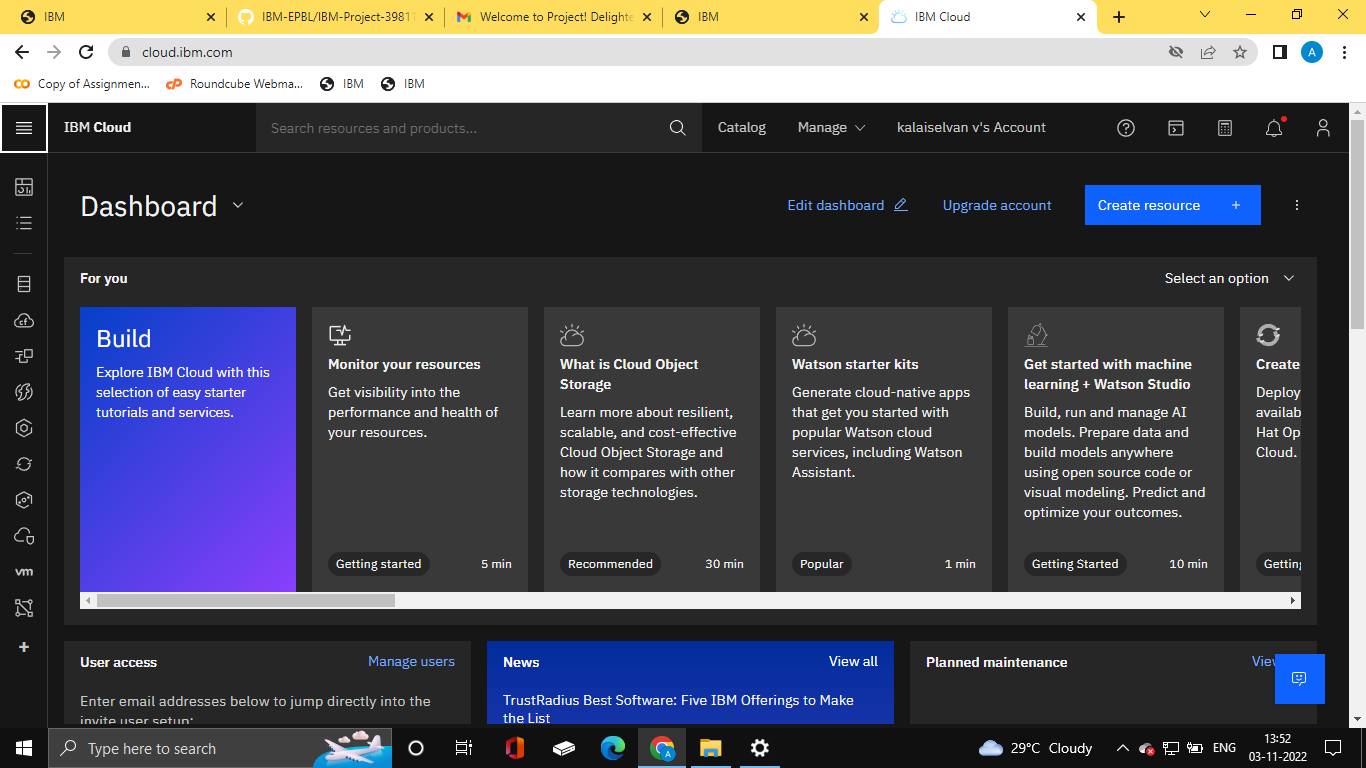 IBM
IBM-EPBL/IBM-Project-39811
Welcome to Project! Delighte
IBM
IBM Cloud
cloud.ibm.com
A
Copy of Assignmen...
Roundcube Webma...
IBM
IBM
IBM Cloud
Search resources and products...
Catalog
Manage
kalaiselvan v's Account
Dashboard
Edit dashboard
Upgrade account
Create resource +
For you
Select an option
Build
Explore IBM Cloud with this
selection of easy starter
tutorials and services.
Monitor your resources
Get visibility into the
performance and health of
your resources.
Getting started
5 min
What is Cloud Object
Storage
Learn more about resilient,
scalable, and cost-effective
Cloud Object Storage and
how it compares with other
storage technologies.
Recommended
30 min
Watson starter kits
Generate cloud-native apps
that get you started with
popular Watson cloud
services, including Watson
Assistant.
Popular
1 min
Get started with machine
learning + Watson Studio
Build, run and manage AI
models. Prepare data and
build models anywhere
using open source code or
visual modeling. Predict and
optimize your outcomes.
Getting Started
10 min
Create
Deploy
availab
Hat Op
Cloud.
Getting
cf
vm
User access
Manage users
Enter email addresses below to jump directly into the
invite user setup:
News
View all
TrustRadius Best Software: Five IBM Offerings to Make
the List
Planned maintenance
View
Type here to search
A
29°C Cloudy
ENG
13:52
03-11-2022